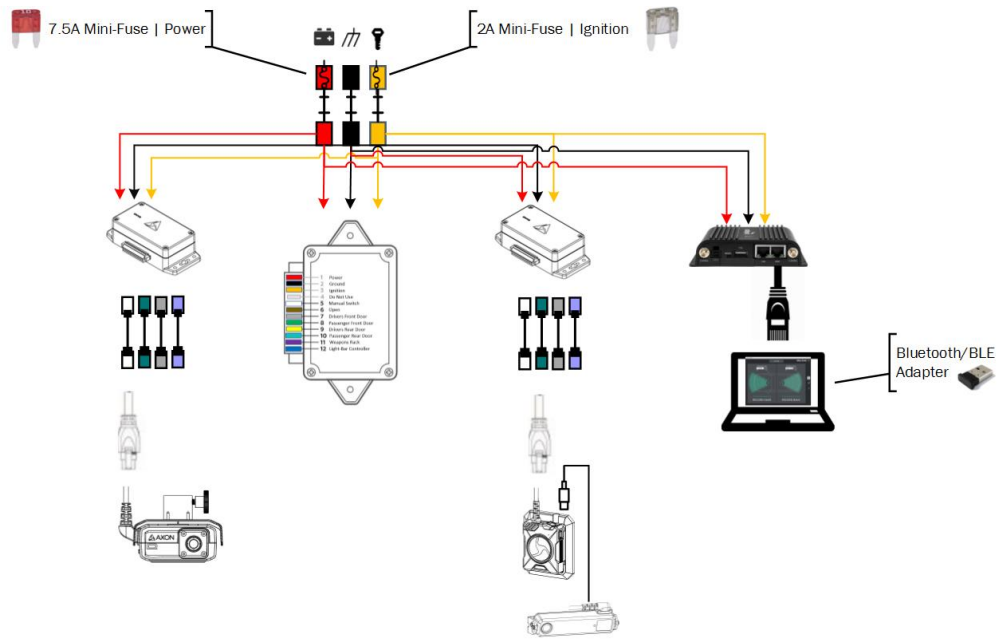 7.5A Mini-Fuse | Power
2A Mini-Fuse | Ignition
10
1 Power
2 Ground
3 Ignition
4 Do Not Use
5 Manual Switch
6 Open
7 Drivers Front Door
8 Passenger Front Door
9 Drivers Rear Door
10 Passenger Rear Door
11 Weapons Rack
12 Light-Bar Controller
Bluetooth/BLE
Adapter
AXON